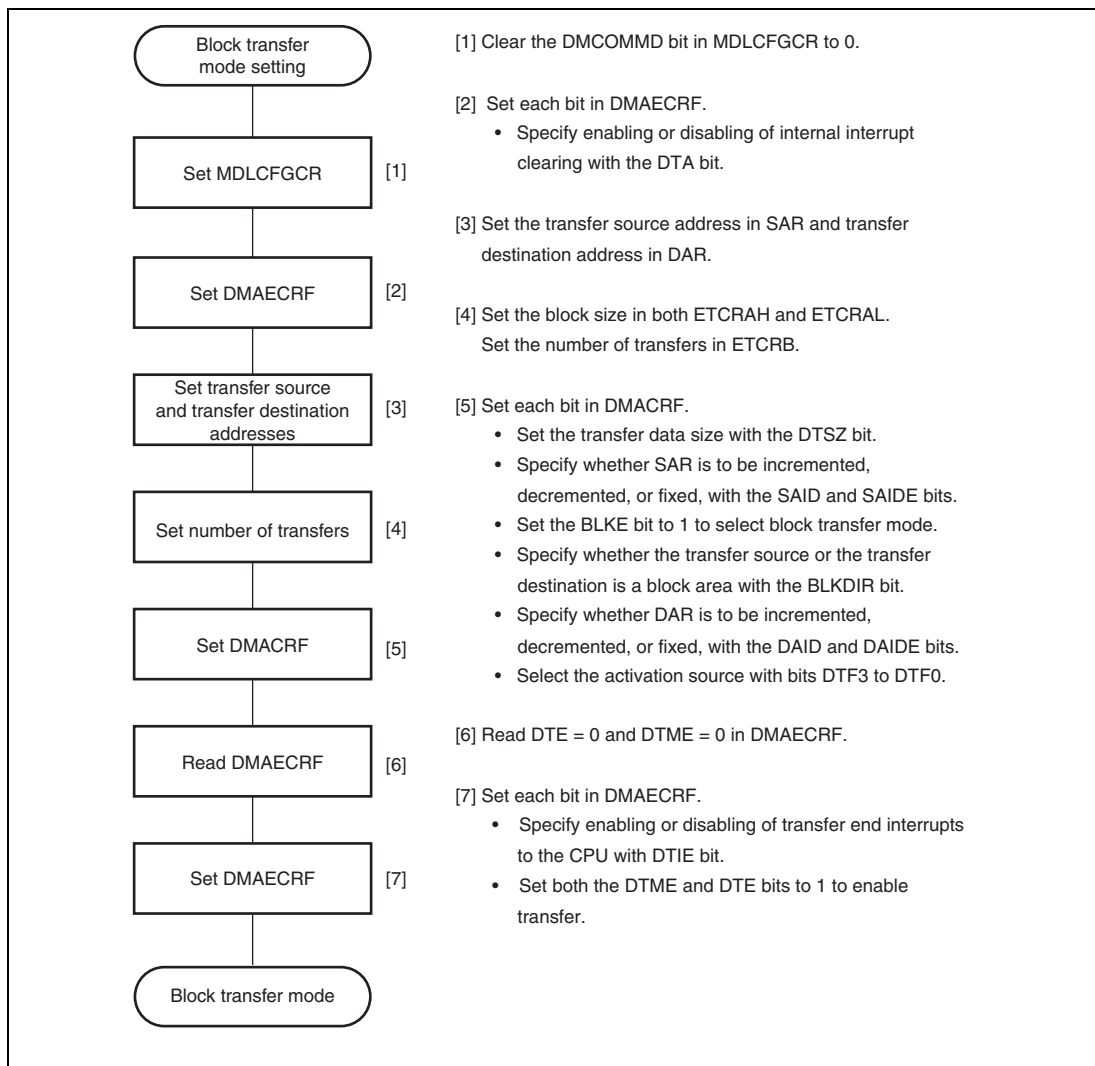 Block transfer
mode setting
Set MDLCFGCR
[1]
Set DMAECRF
[2]
Set transfer source
and transfer destination
addresses
[3]
Set number of transfers
[4]
Set DMACRF
[5]
Read DMAECRF
[6]
Set DMAECRF
[7]
Block transfer mode
[1] Clear the DMCOMMD bit in MDLCFGCR to 0.
[2] Set each bit in DMAECRF.
• Specify enabling or disabling of internal interrupt
clearing with the DTA bit.
[3] Set the transfer source address in SAR and transfer
destination address in DAR.
[4] Set the block size in both ETCRAH and ETCRAL.
Set the number of transfers in ETCRB.
[5] Set each bit in DMACRF.
• Set the transfer data size with the DTSZ bit.
• Specify whether SAR is to be incremented,
decremented, or fixed, with the SAID and SAIDE bits.
• Set the BLKE bit to 1 to select block transfer mode.
• Specify whether the transfer source or the transfer
destination is a block area with the BLKDIR bit.
• Specify whether DAR is to be incremented,
decremented, or fixed, with the DAID and DAIDE bits.
• Select the activation source with bits DTF3 to DTF0.
[6] Read DTE = 0 and DTME = 0 in DMAECRF.
[7] Set each bit in DMAECRF.
• Specify enabling or disabling of transfer end interrupts
to the CPU with DTIE bit.
• Set both the DTME and DTE bits to 1 to enable
transfer.